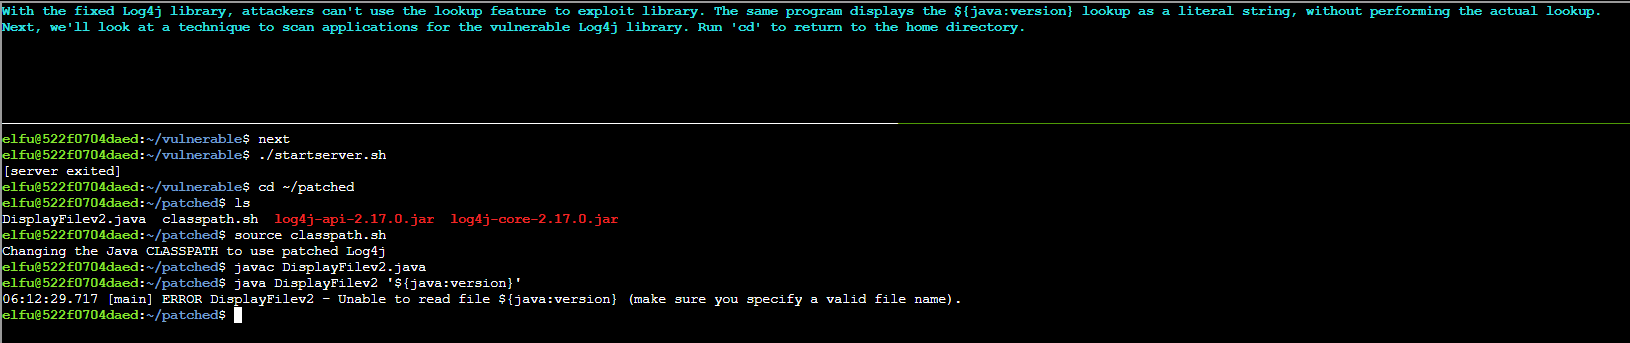 With the fixed Log4j library, attackers can't use the lookup feature to exploit library. The same program displays the ${java:version} lookup as a literal string, without performing the actual lookup.
Next, we'll look at a technique to scan applications for the vulnerable Log4j library. Run 'cd' to return to the home directory.
elfu@522f0704daed:~/vulnerable$ next
elfu@522f0704daed:~/vulnerable$ ./startserver.sh
[server exited]
elfu@522f0704daed:~/vulnerable$ cd ~/patched
elfu@522f0704daed:~/patched$ ls
DisplayFilev2.java  classpath.sh  log4j-api-2.17.0.jar  log4j-core-2.17.0.jar
elfu@522f0704daed:~/patched$ source classpath.sh
Changing the Java CLASSPATH to use patched Log4j
elfu@522f0704daed:~/patched$ javac DisplayFilev2.java
elfu@522f0704daed:~/patched$ java DisplayFilev2 '${java:version}'
06:12:29.717 [main] ERROR DisplayFilev2 - Unable to read file ${java:version} (make sure you specify a valid file name).
elfu@522f0704daed:~/patched$